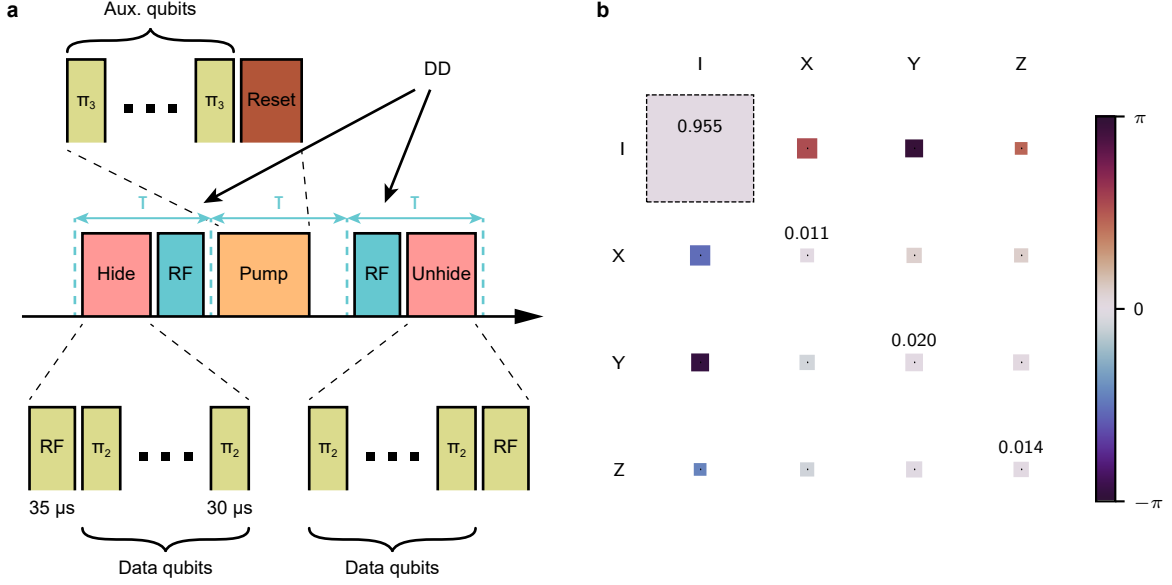 a
Aux. qubits
π3 π3 Reset
DD
T T T
Hide RF Pump RF Unhide
RF π2 π2 π2 π2 RF
35 µs 30 µs
Data qubits Data qubits
b
I X Y Z
I 0.955
X 0.011
Y 0.020
Z 0.014
π
0
−π